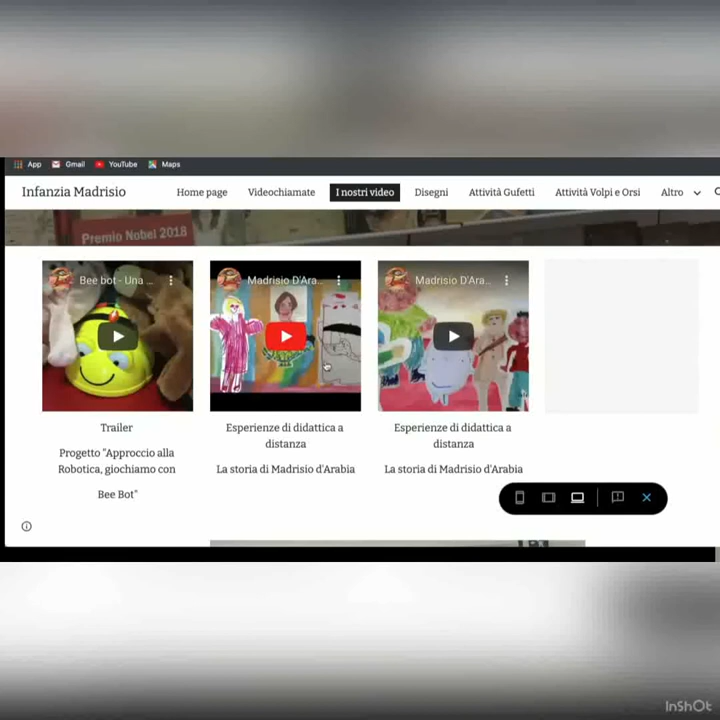 App Gmail YouTube Maps
Infanzia Madrisio Home page Videochiamate I nostri video Disegni Attività Gufetti Attività Volpi e Orsi Altro
Premio Nobel 2018
Bee bot - Una ... Madrisio D'Ara... Madrisio D'Ara...
Trailer
Progetto "Approccio alla
Robotica, giochiamo con
Bee Bot"
Esperienze di didattica a
distanza
La storia di Madrisio d'Arabia
Esperienze di didattica a
distanza
La storia di Madrisio d'Arabia
InShOt